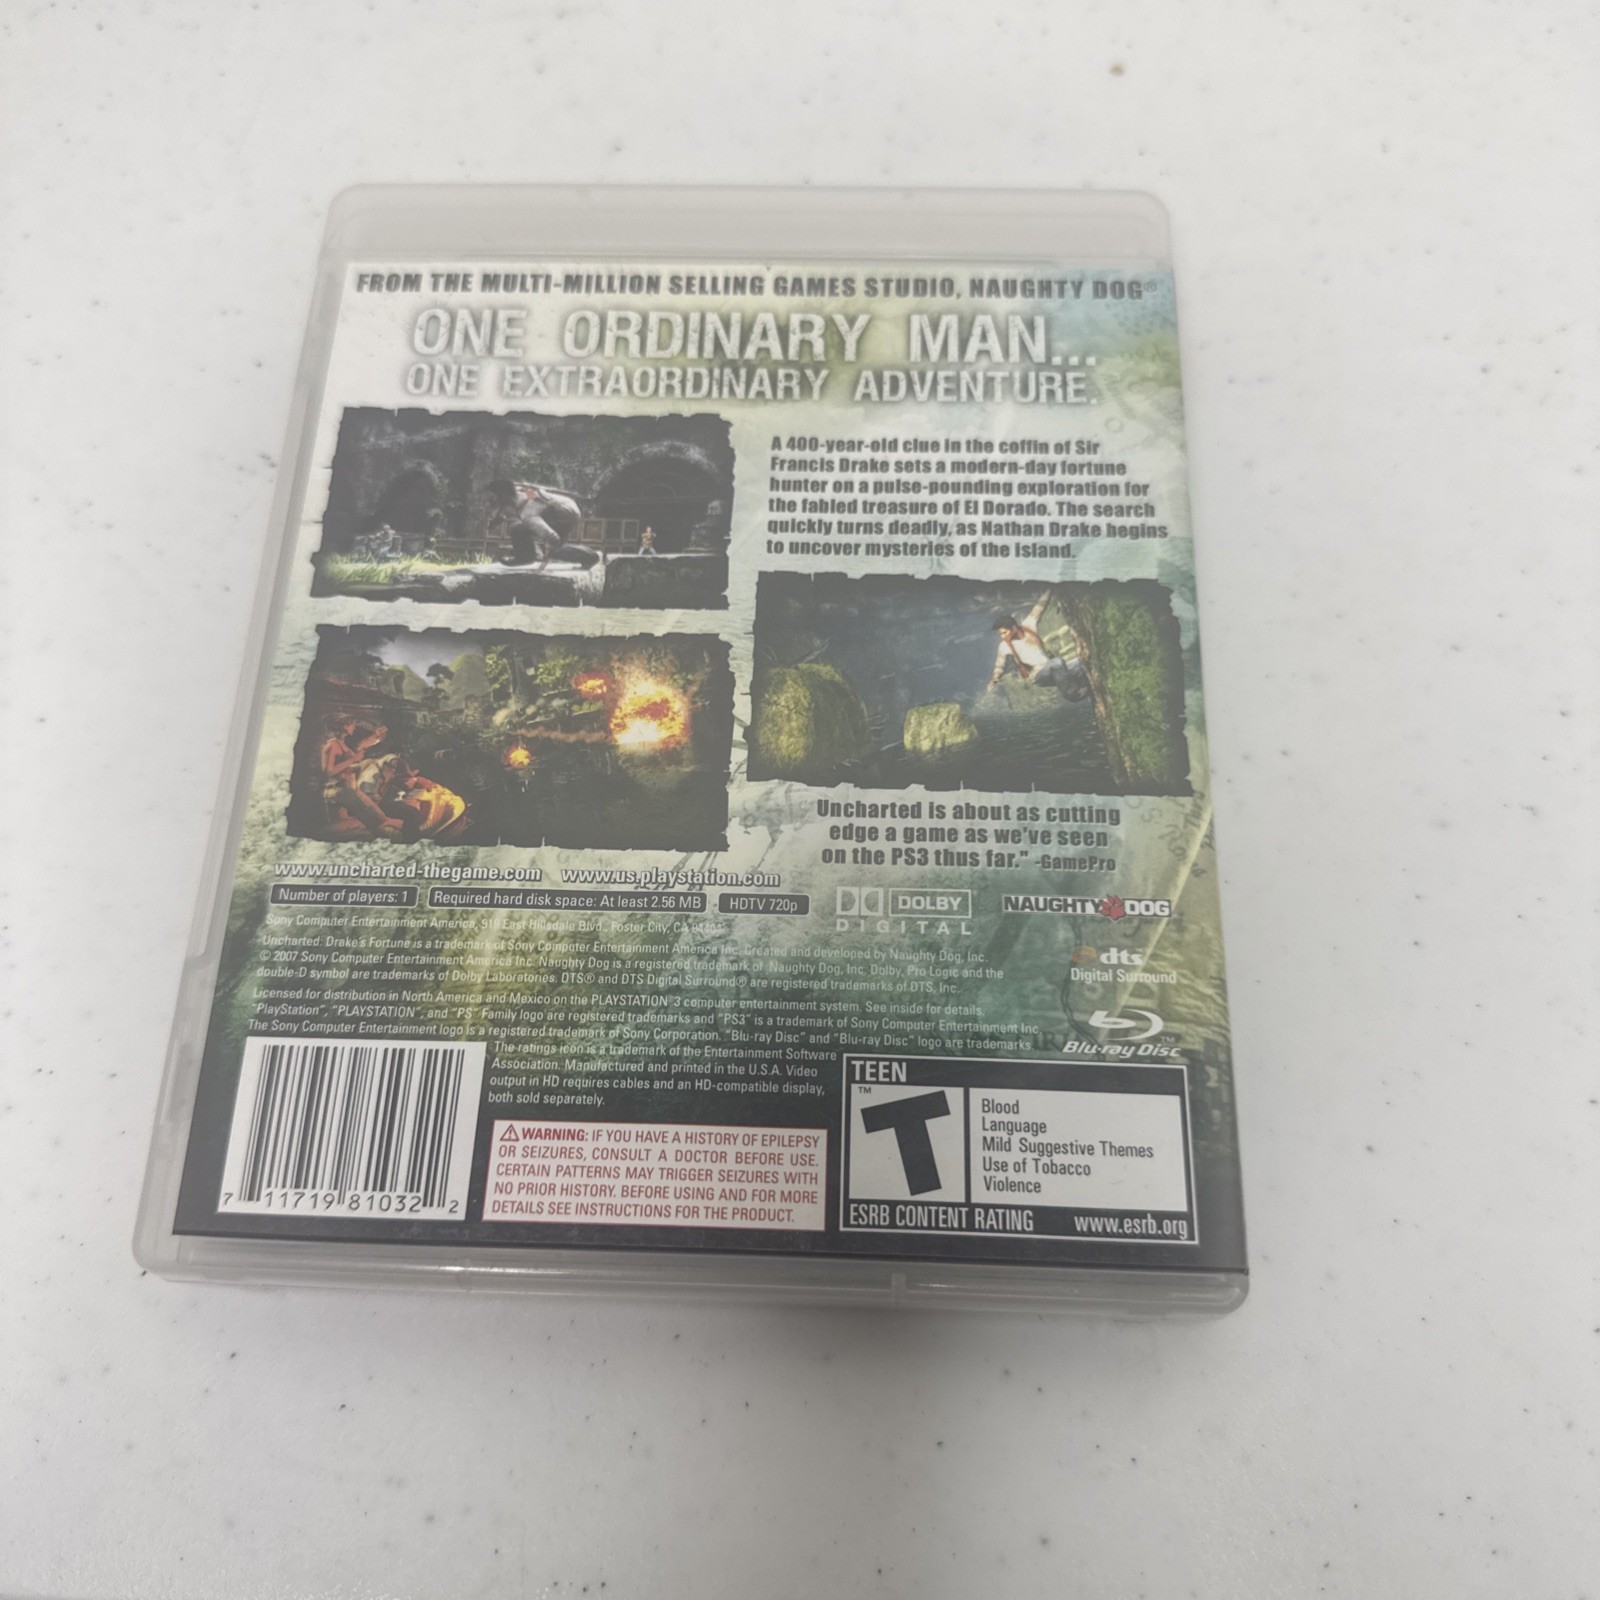 FROM THE MULTI-MILLION SELLING GAMES STUDIO, NAUGHTY DOG®
ONE ORDINARY MAN...
ONE EXTRAORDINARY ADVENTURE.
A 400-year-old clue in the coffin of Sir
Francis Drake sets a modern-day fortune
hunter on a pulse-pounding exploration for
the fabled treasure of El Dorado. The search
quickly turns deadly, as Nathan Drake begins
to uncover mysteries of the island.
Uncharted is about as cutting
edge a game as we've seen
on the PS3 thus far." -GamePro
www.uncharted-thegame.com www.us.playstation.com
Number of players: 1 Required hard disk space: At least 2.56 MB HDTV 720p
DOLBY
DIGITAL
NAUGHTY DOG
dts
Digital Surround
Blu-ray Disc™
Sony Computer Entertainment America, 919 East Hillsdale Blvd., Foster City, CA 94404
Uncharted: Drake's Fortune is a trademark of Sony Computer Entertainment America Inc. Created and developed by Naughty Dog, Inc.
© 2007 Sony Computer Entertainment America Inc. Naughty Dog is a registered trademark of Naughty Dog, Inc. Dolby, Pro Logic and the
double-D symbol are trademarks of Dolby Laboratories. DTS® and DTS Digital Surround® are registered trademarks of DTS, Inc.
Licensed for distribution in North America and Mexico on the PLAYSTATION 3 computer entertainment system. See inside for details.
"PlayStation", "PLAYSTATION", and "PS" Family logo are registered trademarks and "PS3" is a trademark of Sony Computer Entertainment Inc.
The Sony Computer Entertainment logo is a registered trademark of Sony Corporation. "Blu-ray Disc" and "Blu-ray Disc" logo are trademarks.
The ratings icon is a trademark of the Entertainment Software
Association. Manufactured and printed in the U.S.A. Video
output in HD requires cables and an HD-compatible display,
both sold separately.
7 11719 81032 2
WARNING: IF YOU HAVE A HISTORY OF EPILEPSY
OR SEIZURES, CONSULT A DOCTOR BEFORE USE.
CERTAIN PATTERNS MAY TRIGGER SEIZURES WITH
NO PRIOR HISTORY. BEFORE USING AND FOR MORE
DETAILS SEE INSTRUCTIONS FOR THE PRODUCT.
TEEN
T™
Blood
Language
Mild Suggestive Themes
Use of Tobacco
Violence
ESRB CONTENT RATING www.esrb.org